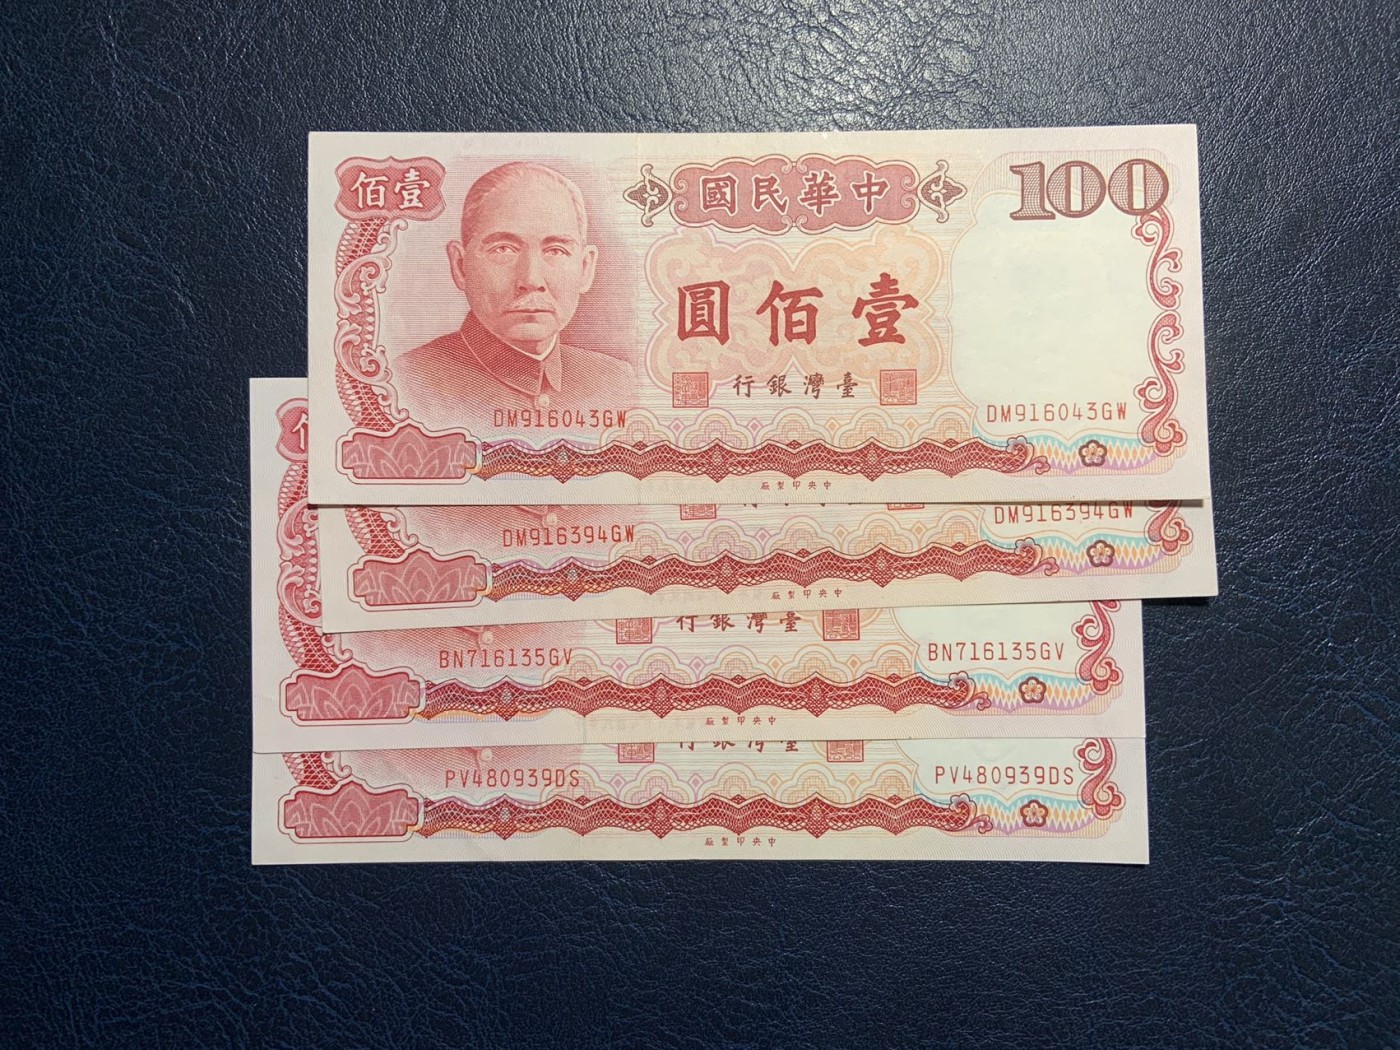 佰壹
國民華中
100
圓佰壹
行銀灣臺
DM916043GW
DM916043GW
廠製印央中
DM916394GW
DM916394GW
廠製印央中
行銀灣臺
BN716135GV
BN716135GV
廠製印央中
行銀灣臺
PV480939DS
PV480939DS
廠製印央中